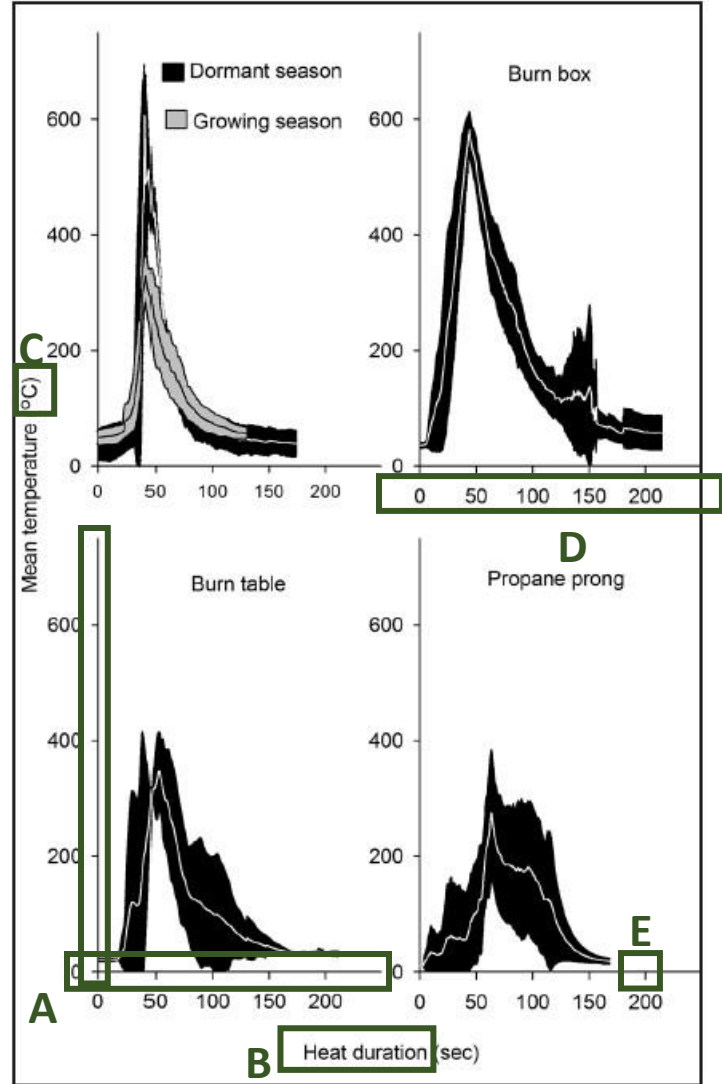 Dormant season
Burn box
600
Growing season
600
400
400
C
200
200
Mean temperature (°C)
0
0
0 50 100 150 200
0 50 100 150 200
D
Burn table
Propane prong
600
600
400
400
200
200
E
0
0
A
0 50 100 150 200
0 50 100 150 200
B
Heat duration (sec)